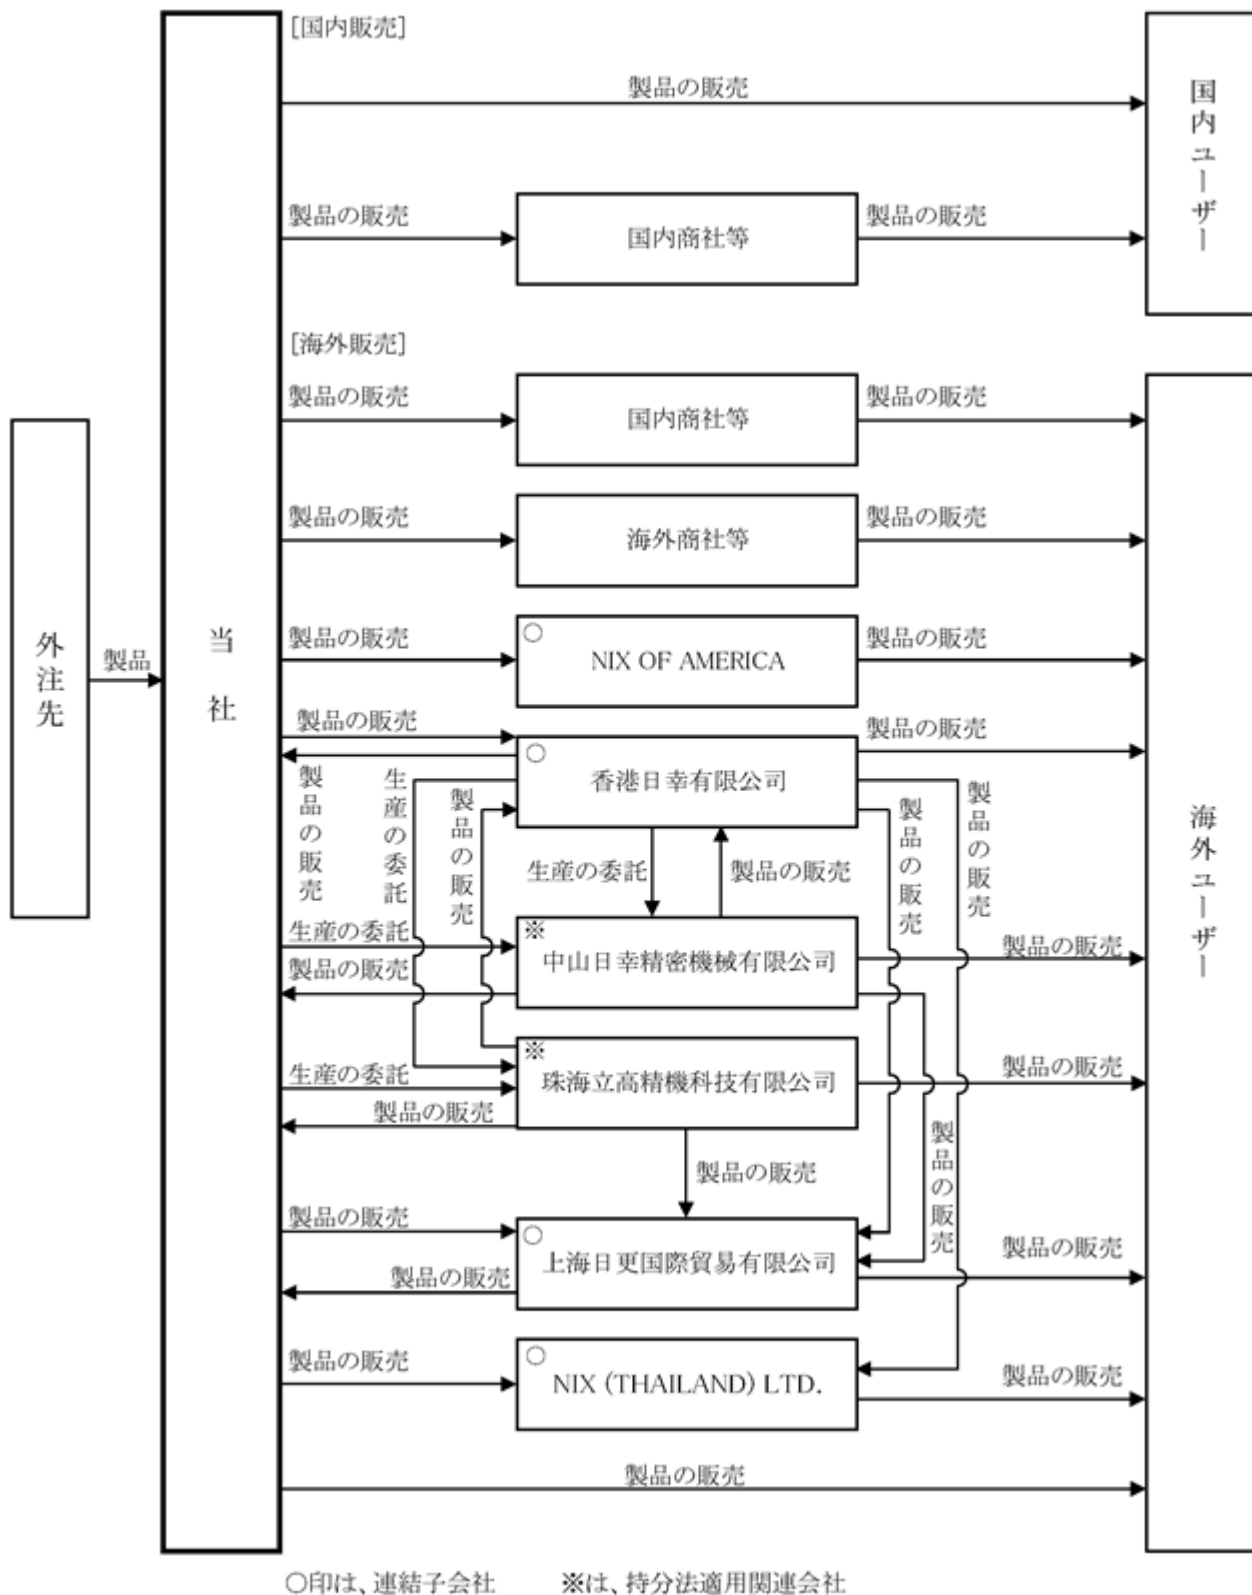 [国内販売]
製品の販売
国内ユーザー
製品の販売
国内商社等
製品の販売
[海外販売]
製品の販売
国内商社等
製品の販売
製品の販売
海外商社等
製品の販売
外注先
製品
当社
製品の販売
○
NIX OF AMERICA
製品の販売
海外ユーザー
製品の販売
○
香港日幸有限公司
製品の販売
製品の販売
生産の委託
製品の販売
生産の委託
製品の販売
製品の販売
製品の販売
生産の委託
※
中山日幸精密機械有限公司
製品の販売
製品の販売
生産の委託
※
珠海立高精機科技有限公司
製品の販売
製品の販売
製品の販売
製品の販売
製品の販売
○
上海日更国際貿易有限公司
製品の販売
製品の販売
製品の販売
○
NIX (THAILAND) LTD.
製品の販売
製品の販売
○印は、連結子会社 ※は、持分法適用関連会社